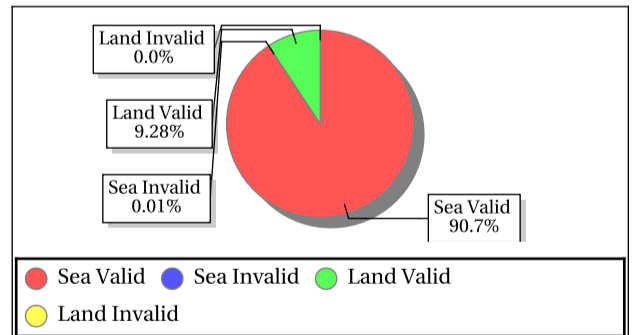 Land Invalid
0.0%
Land Valid
9.28%
Sea Invalid
0.01%
Sea Valid
90.7%
Sea Valid Sea Invalid Land Valid
Land Invalid